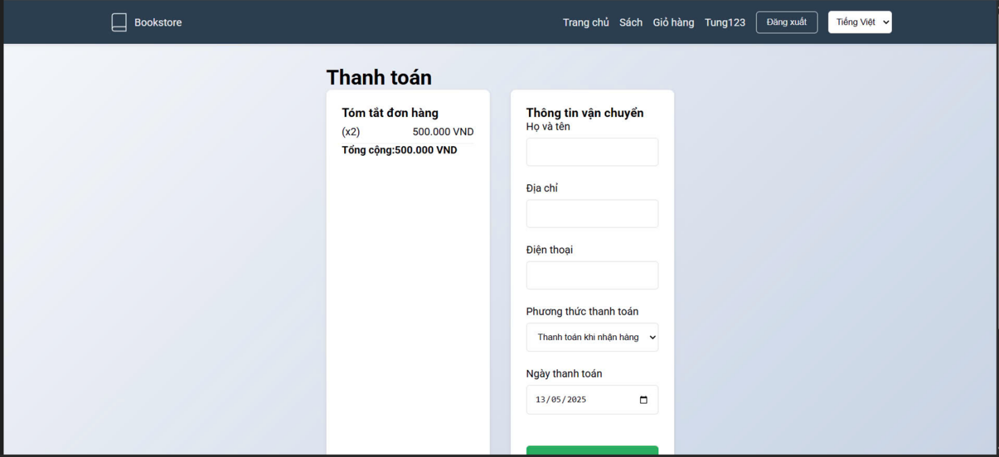 Bookstore
Trang chủ Sách Giỏ hàng Tung123 Đăng xuất Tiếng Việt
Thanh toán
Tóm tắt đơn hàng
(x2) 500.000 VND
Tổng cộng:500.000 VND
Thông tin vận chuyển
Họ và tên
Địa chỉ
Điện thoại
Phương thức thanh toán
Thanh toán khi nhận hàng
Ngày thanh toán
13/05/2025